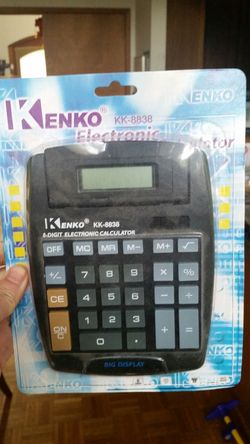 KENKO®
KK-8838
KENKO
Electronic
KENKO® KK-8838
8-DIGIT ELECTRONIC CALCULATOR
OFF MC MR M- M+ √
+/- 7 8 9 × %
CE 4 5 6 - ÷
ON/C 1 2 3 + =
0 .
BIG DISPLAY